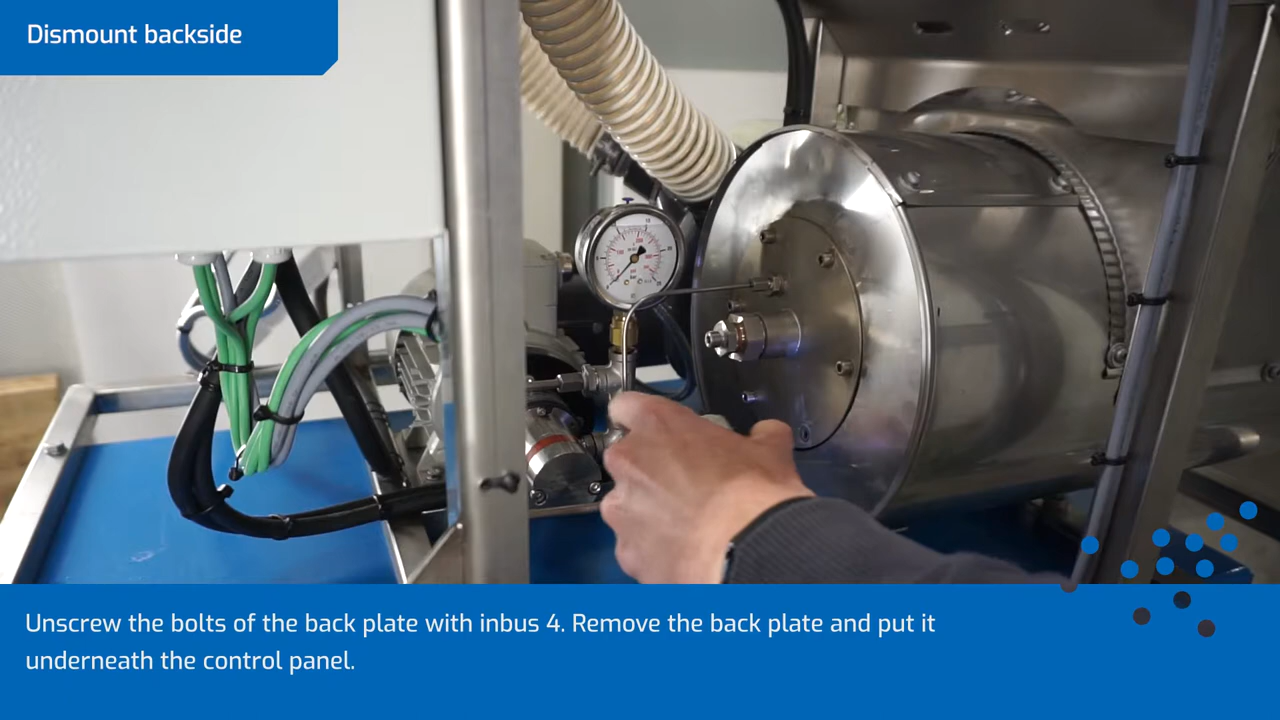 Dismount backside
Unscrew the bolts of the back plate with inbus 4. Remove the back plate and put it
underneath the control panel.